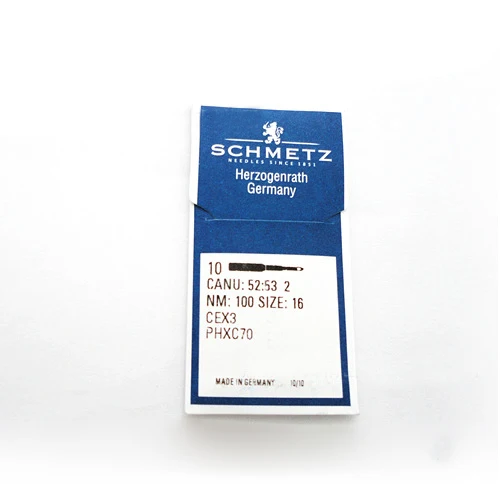 SCHMETZ
NEEDLES SINCE 1851
Herzogenrath
Germany
10
CANU: 52:53 2
NM: 100 SIZE: 16
CEX3
PHXC70
MADE IN GERMANY 10/10